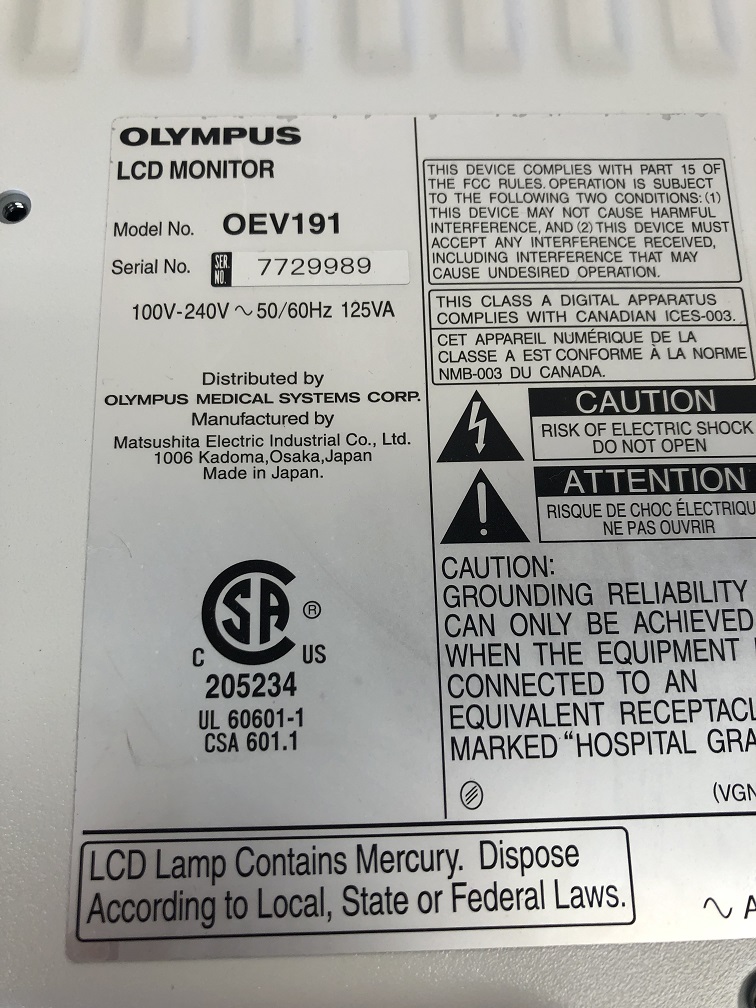 OLYMPUS
LCD MONITOR
Model No. OEV191
Serial No. SER. NO. 7729989
100V-240V ~ 50/60Hz 125VA
Distributed by
OLYMPUS MEDICAL SYSTEMS CORP.
Manufactured by
Matsushita Electric Industrial Co., Ltd.
1006 Kadoma,Osaka,Japan
Made in Japan.
CSA ®
C US
205234
UL 60601-1
CSA 601.1
THIS DEVICE COMPLIES WITH PART 15 OF
THE FCC RULES. OPERATION IS SUBJECT
TO THE FOLLOWING TWO CONDITIONS: (1)
THIS DEVICE MAY NOT CAUSE HARMFUL
INTERFERENCE, AND (2) THIS DEVICE MUST
ACCEPT ANY INTERFERENCE RECEIVED,
INCLUDING INTERFERENCE THAT MAY
CAUSE UNDESIRED OPERATION.
THIS CLASS A DIGITAL APPARATUS
COMPLIES WITH CANADIAN ICES-003.
CET APPAREIL NUMÉRIQUE DE LA
CLASSE A EST CONFORME À LA NORME
NMB-003 DU CANADA.
CAUTION
RISK OF ELECTRIC SHOCK
DO NOT OPEN
ATTENTION
RISQUE DE CHOC ÉLECTRIQU
NE PAS OUVRIR
CAUTION:
GROUNDING RELIABILITY
CAN ONLY BE ACHIEVED
WHEN THE EQUIPMENT
CONNECTED TO AN
EQUIVALENT RECEPTACL
MARKED "HOSPITAL GRA
(VGN
LCD Lamp Contains Mercury. Dispose
According to Local, State or Federal Laws.
~ A